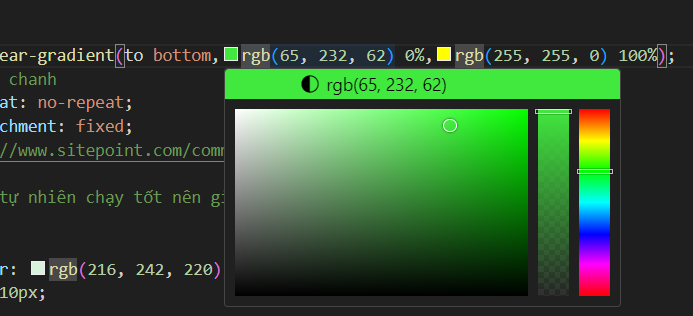 ear-gradient(to bottom, rgb(65, 232, 62) 0%, rgb(255, 255, 0) 100%);
chanh
rgb(65, 232, 62)
at: no-repeat;
chment: fixed;
//www.sitepoint.com/comm
tự nhiên chạy tốt nên gi
r: rgb(216, 242, 220)
10px;